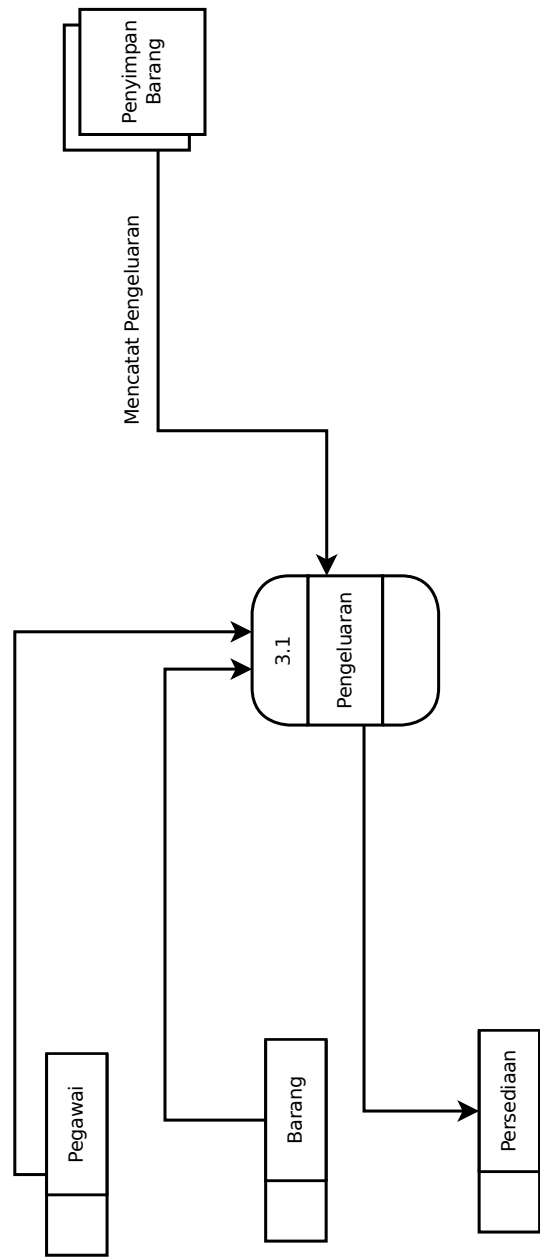 Pegawai
Barang
Persediaan
3.1
Pengeluaran
Mencatat Pengeluaran
Penyimpan
Barang